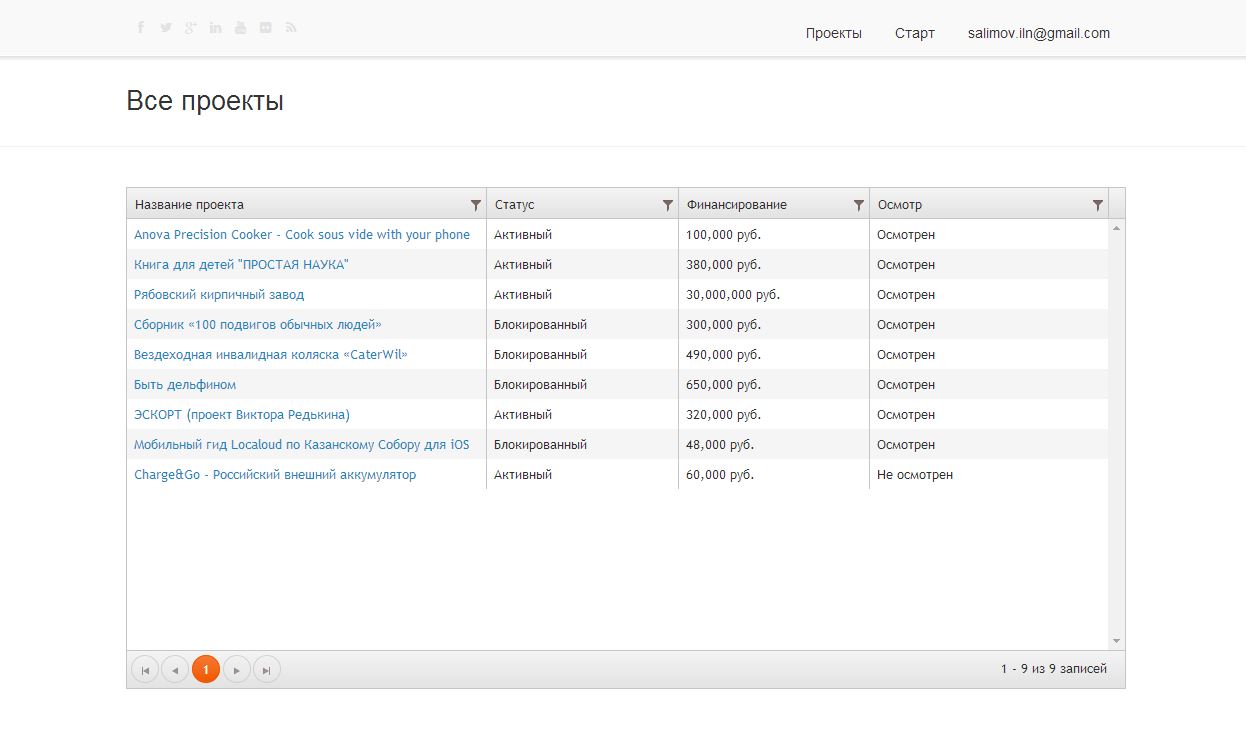 Проекты Старт salimov.iln@gmail.com
Все проекты
Название проекта Статус Финансирование Осмотр
Anova Precision Cooker - Cook sous vide with your phone Активный 100,000 руб. Осмотрен
Книга для детей "ПРОСТАЯ НАУКА" Активный 380,000 руб. Осмотрен
Рябовский кирпичный завод Активный 30,000,000 руб. Осмотрен
Сборник «100 подвигов обычных людей» Блокированный 300,000 руб. Осмотрен
Вездеходная инвалидная коляска «CaterWil» Блокированный 490,000 руб. Осмотрен
Быть дельфином Блокированный 650,000 руб. Осмотрен
ЭСКОРТ (проект Виктора Редькина) Активный 320,000 руб. Осмотрен
Мобильный гид Localoud по Казанскому Собору для iOS Блокированный 48,000 руб. Осмотрен
Charge&Go - Российский внешний аккумулятор Активный 60,000 руб. Не осмотрен
1 1 - 9 из 9 записей